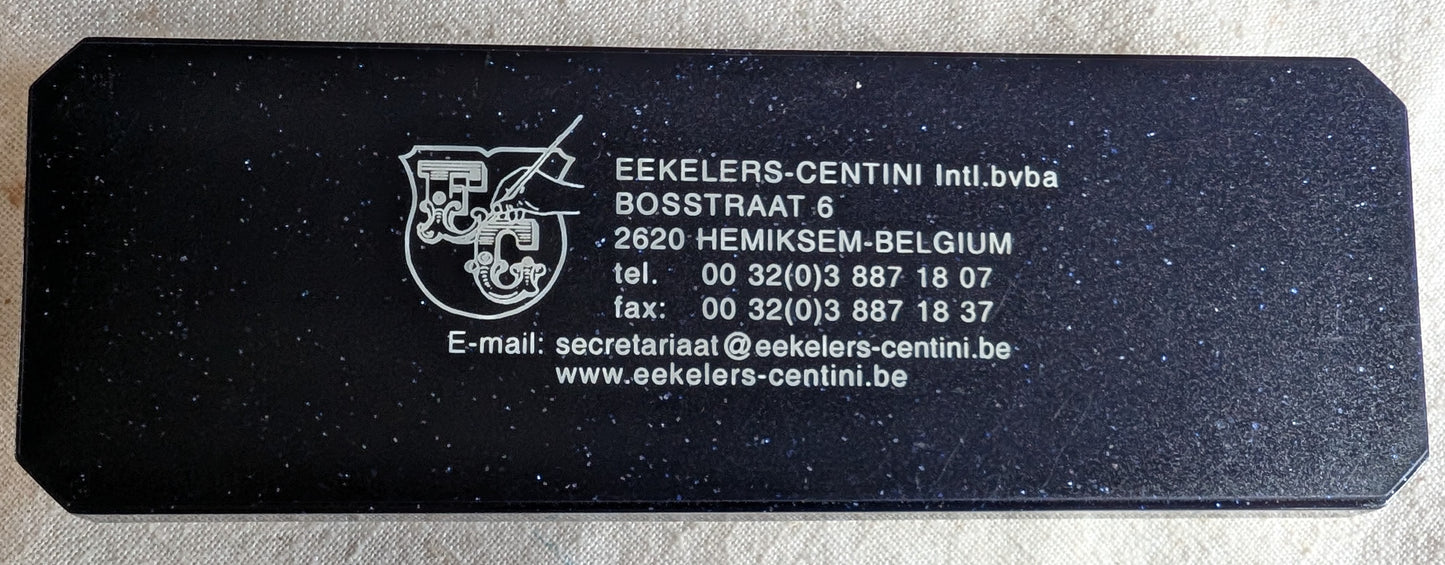 EC
EEKELERS-CENTINI Intl.bvba
BOSSTRAAT 6
2620 HEMIKSEM-BELGIUM
tel. 00 32(0)3 887 18 07
fax: 00 32(0)3 887 18 37
E-mail: secretariaat@eekelers-centini.be
www.eekelers-centini.be